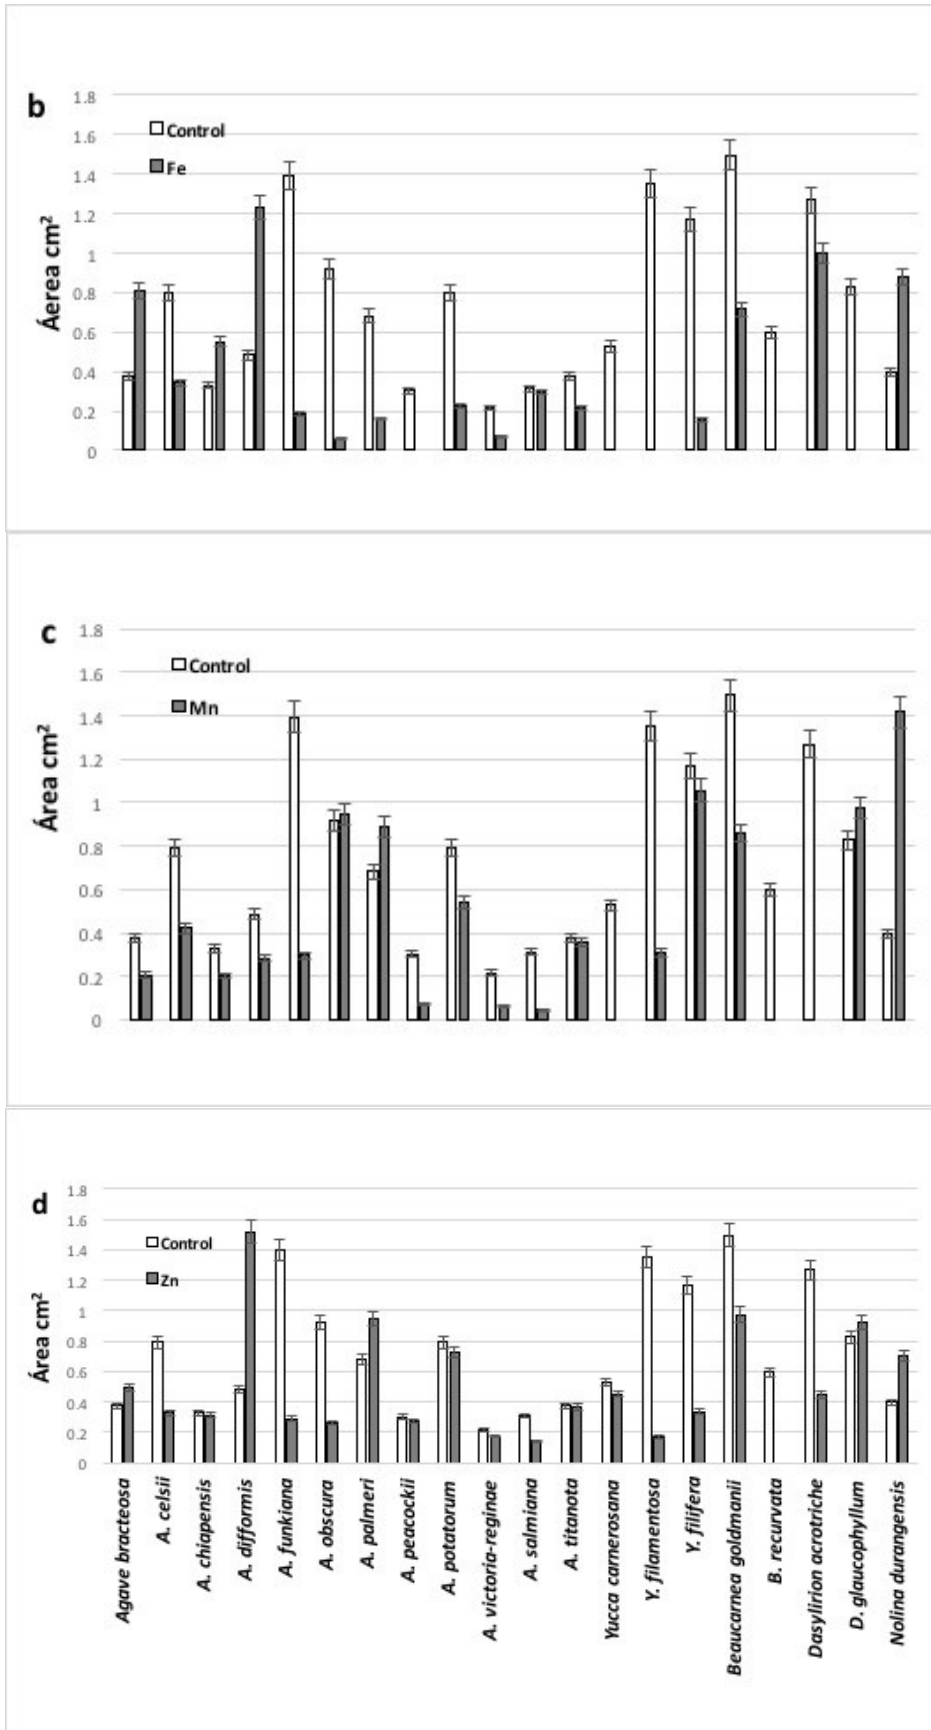 b
1.8
1.6
1.4
1.2
1
0.8
0.6
0.4
0.2
0
Áerea cm²
Control
Fe
c
1.8
1.6
1.4
1.2
1
0.8
0.6
0.4
0.2
0
Área cm²
Control
Mn
d
1.8
1.6
1.4
1.2
1
0.8
0.6
0.4
0.2
0
Área cm²
Control
Zn
Agave bracteosa
A. celsii
A. chiapensis
A. difformis
A. funkiana
A. obscura
A. palmeri
A. peacockii
A. potatorum
A. victoria-reginae
A. salmiana
A. titanota
Yucca carnerosana
Y. filamentosa
Y. filifera
Beaucarnea goldmanii
B. recurvata
Dasylirion acrotriche
D. glaucophyllum
Nolina durangensis